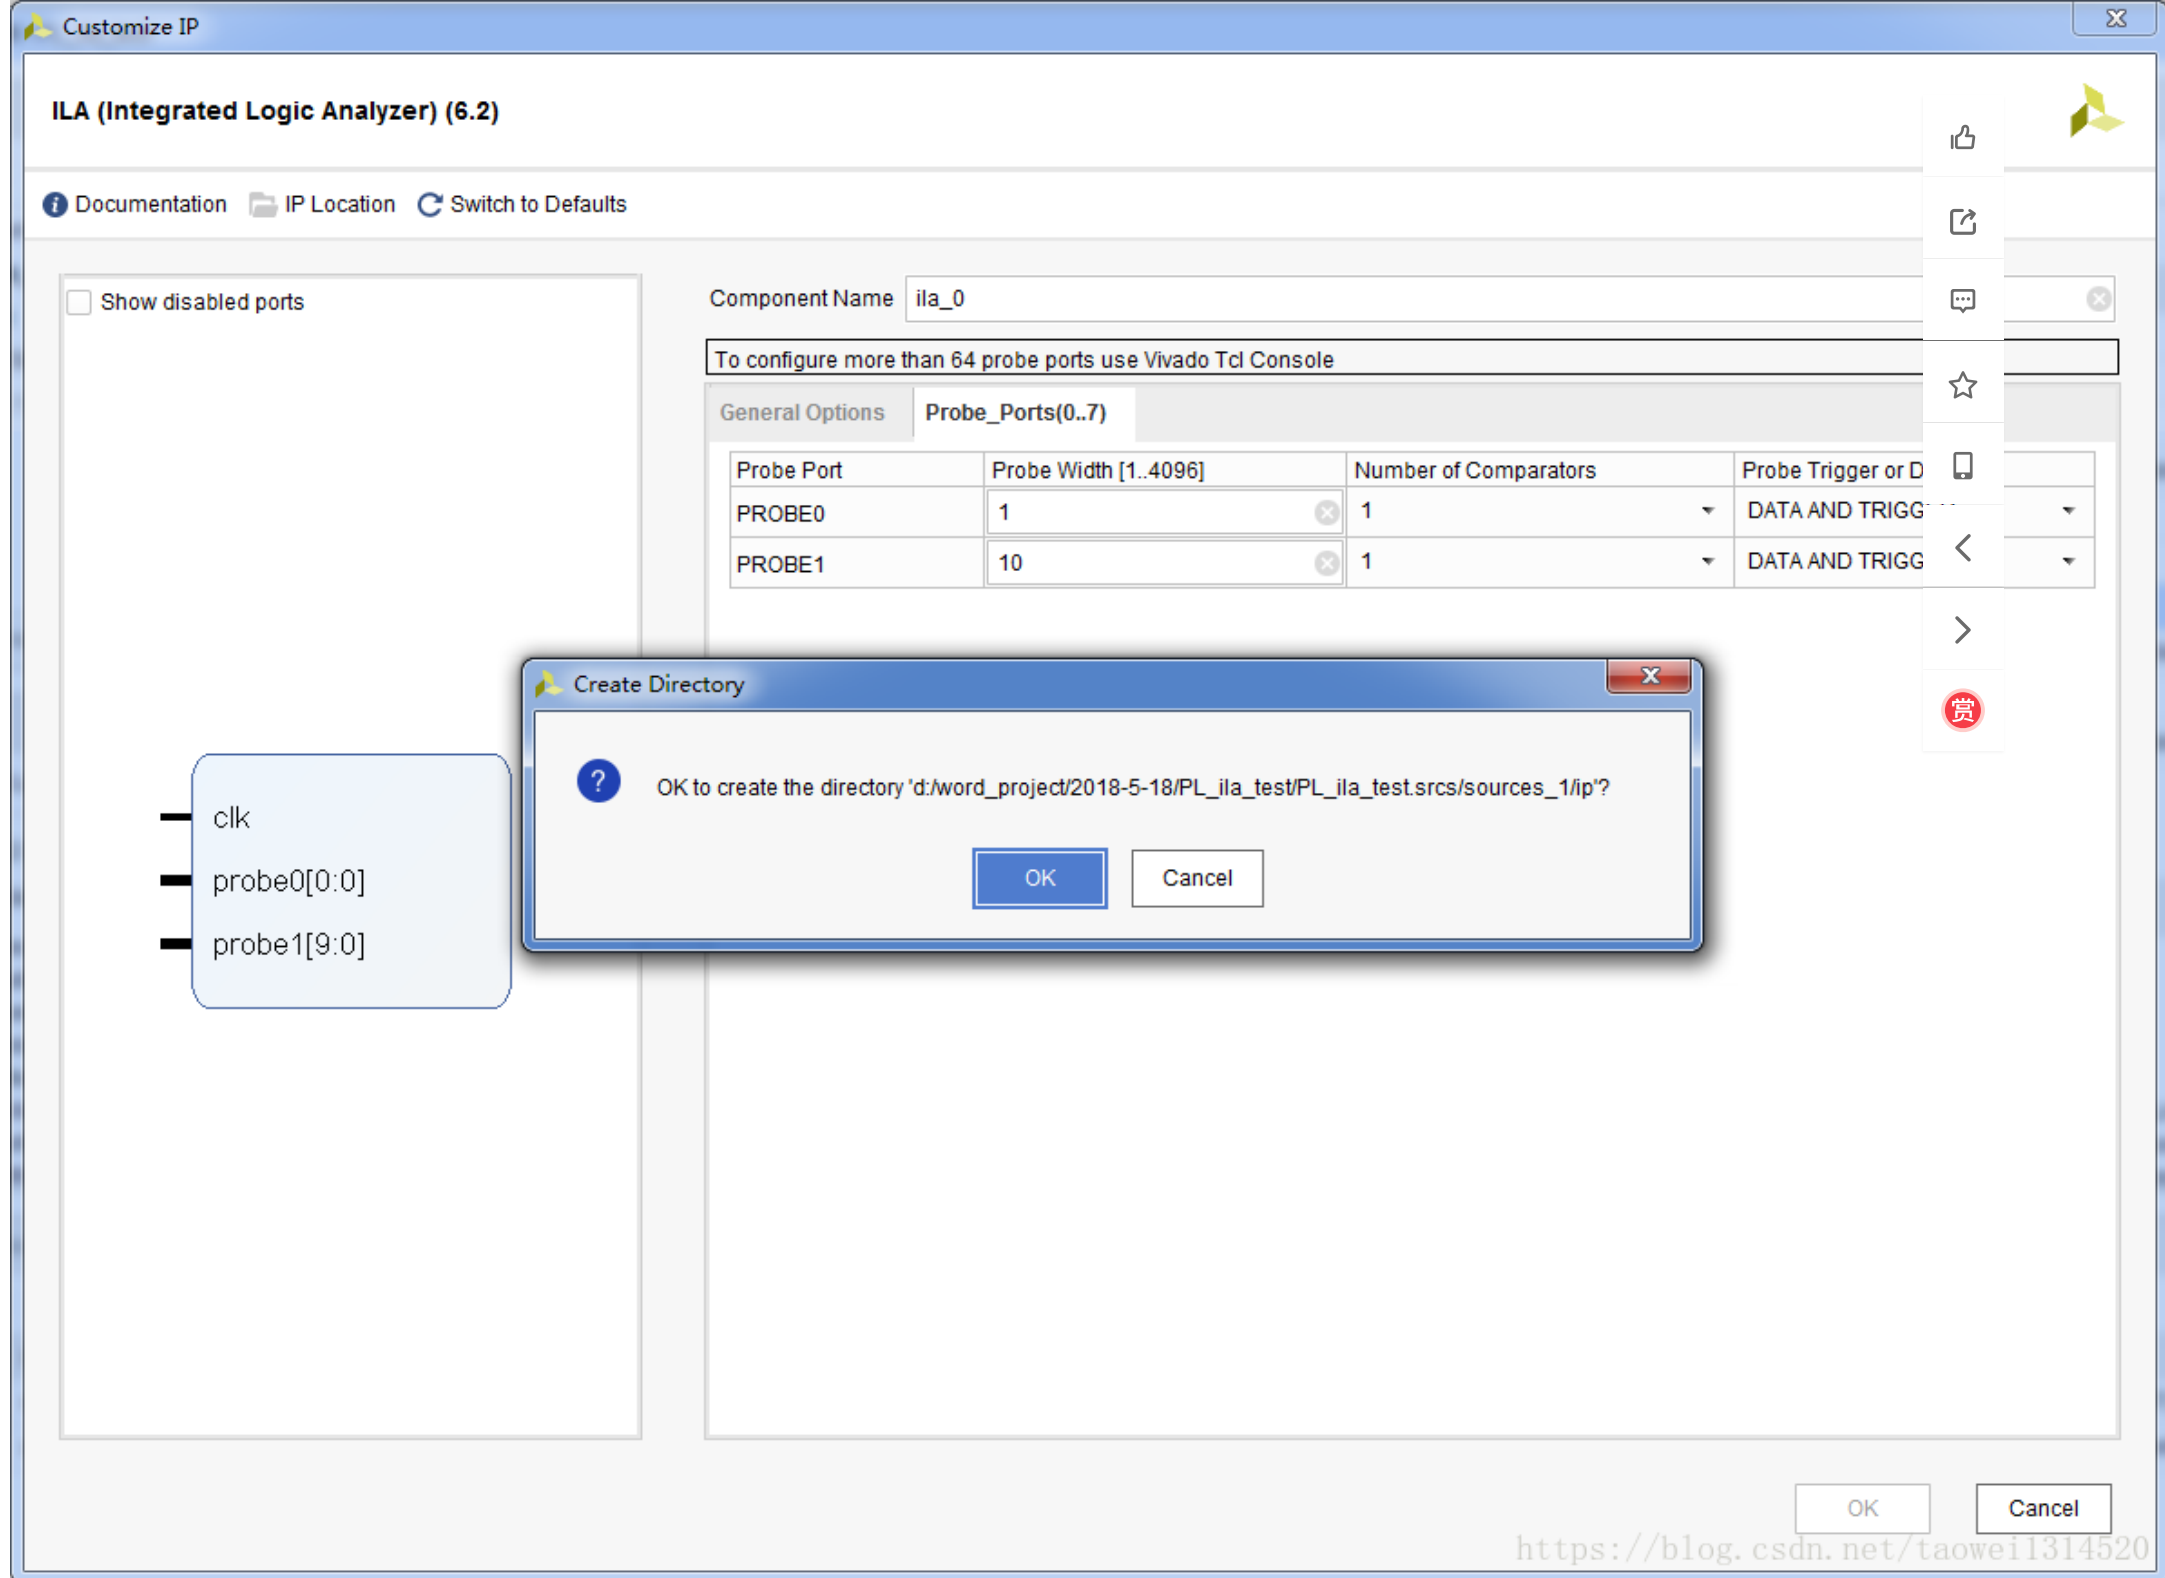 Customize IP
ILA (Integrated Logic Analyzer) (6.2)
Documentation IP Location Switch to Defaults
Show disabled ports
Component Name ila_0
To configure more than 64 probe ports use Vivado Tcl Console
General Options Probe_Ports(0..7)
Probe Port Probe Width [1..4096] Number of Comparators Probe Trigger or D
PROBE0 1 1 DATA AND TRIGG
PROBE1 10 1 DATA AND TRIGG
赏
Create Directory
OK to create the directory 'd:/word_project/2018-5-18/PL_ila_test/PL_ila_test.srcs/sources_1/ip'?
OK Cancel
clk
probe0[0:0]
probe1[9:0]
OK Cancel
https://blog.csdn.net/taowei1314520